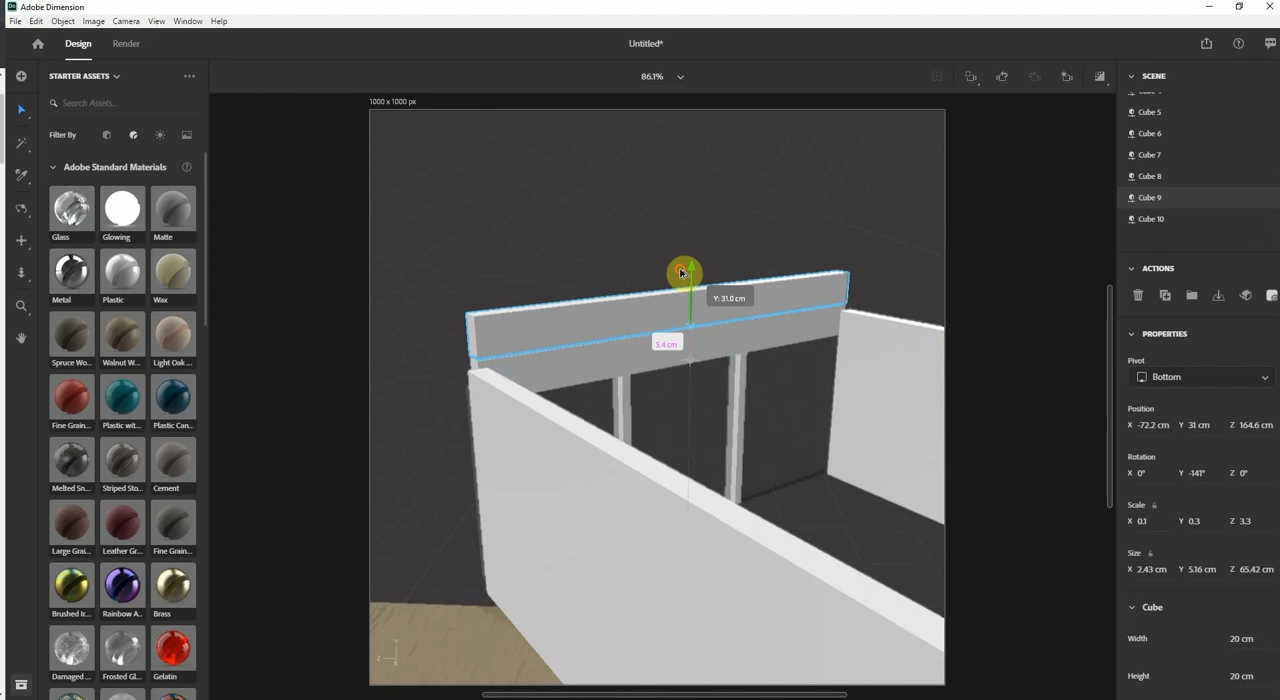 Adobe Dimension
File Edit Object Image Camera View Window Help
Design Render Untitled*
STARTER ASSETS
86.1%
SCENE
1000 x 1000 px
Search Assets...
Cube 5
Filter By
Cube 6
Cube 7
Adobe Standard Materials
Cube 8
Cube 9
Cube 10
Glass Glowing Matte
ACTIONS
Metal Plastic Wax
Y: 31.0 cm
5.4 cm
PROPERTIES
Pivot
Spruce Wo... Walnut W... Light Oak ...
Bottom
Position
X -72.2 cm Y 31 cm Z 164.6 cm
Fine Grain... Plastic wit... Plastic Can...
Rotation
X 0° Y -141° Z 0°
Melted Sn... Striped Sto... Cement
Scale
X 0.1 Y 0.3 Z 3.3
Large Grai... Leather Gr... Fine Grain...
Size
X 2.43 cm Y 5.16 cm Z 65.42 cm
Brushed Ir... Rainbow A... Brass
Cube
Width 20 cm
Damaged ... Frosted Gl... Gelatin
Height 20 cm